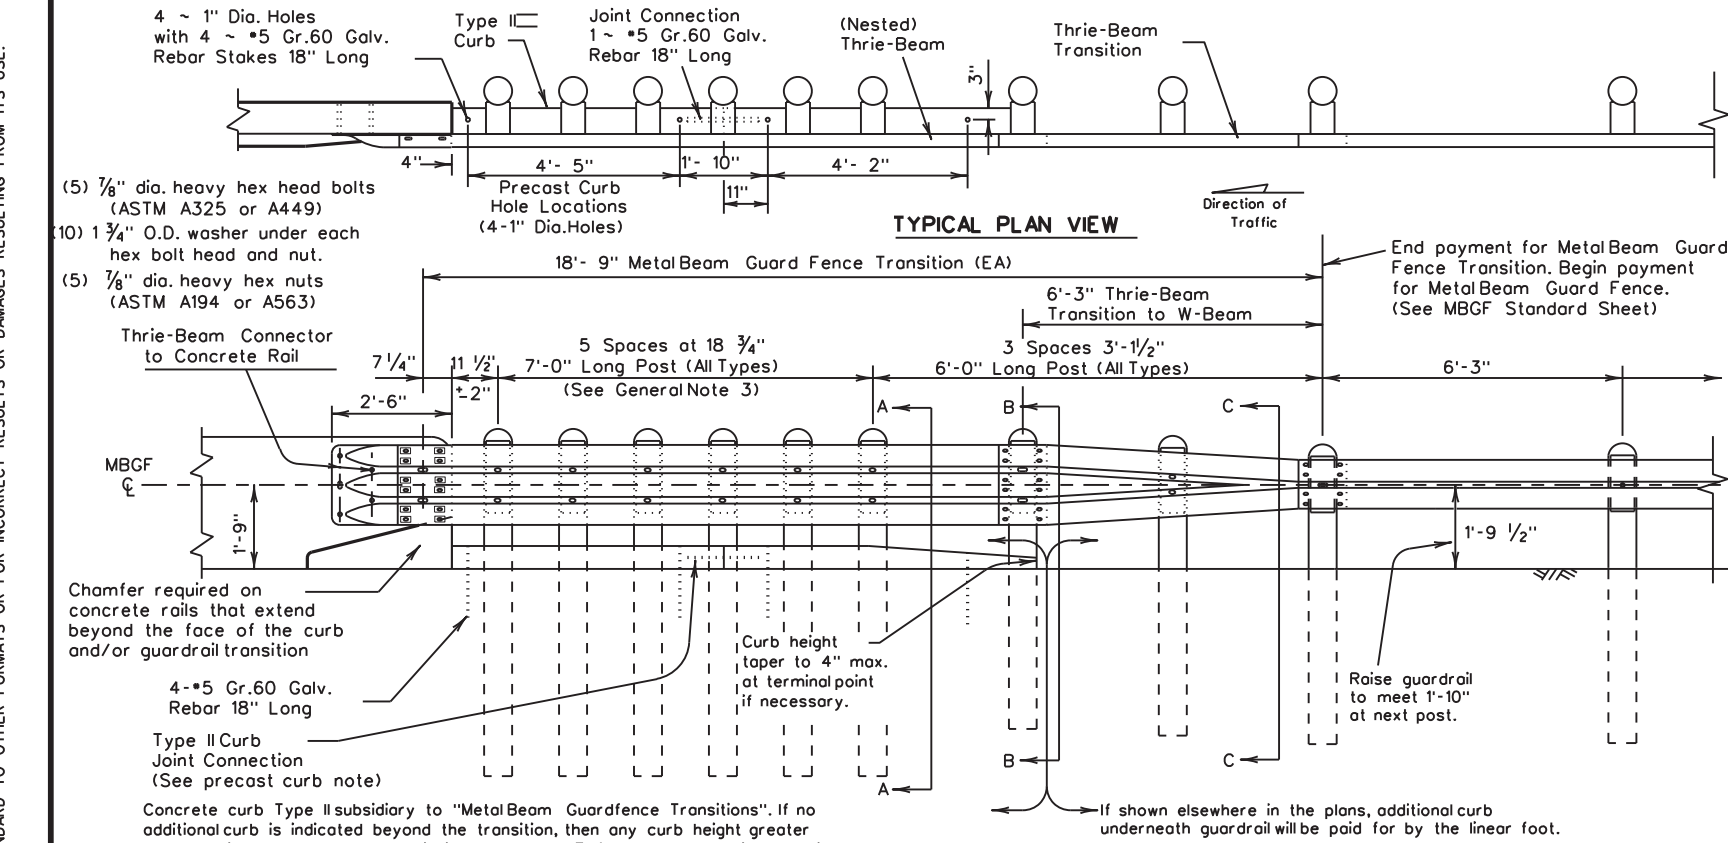 4 ~ 1" Dia. Holes
with 4 ~ #5 Gr.60 Galv.
Rebar Stakes 18" Long
Type II
Curb
Joint Connection
1 ~ #5 Gr.60 Galv.
Rebar 18" Long
(Nested)
Thrie-Beam
3"
Thrie-Beam
Transition
4"
4'- 5"
1'- 10"
4'- 2"
11"
Precast Curb
Hole Locations
(4-1" Dia.Holes)
TYPICAL PLAN VIEW
Direction of
Traffic
(5) 7/8" dia. heavy hex head bolts
(ASTM A325 or A449)
(10) 1 3/4" O.D. washer under each
hex bolt head and nut.
(5) 7/8" dia. heavy hex nuts
(ASTM A194 or A563)
Thrie-Beam Connector
to Concrete Rail
18'- 9" Metal Beam Guard Fence Transition (EA)
End payment for Metal Beam Guard
Fence Transition. Begin payment
for Metal Beam Guard Fence.
(See MBGF Standard Sheet)
6'-3" Thrie-Beam
Transition to W-Beam
7 1/4"
11 1/2"
±2"
5 Spaces at 18 3/4"
7'-0" Long Post (All Types)
(See General Note 3)
3 Spaces 3'-1 1/2"
6'-0" Long Post (All Types)
6'-3"
2'-6"
A
B
C
MBGF
℄
1'-9"
1'-9 1/2"
Chamfer required on
concrete rails that extend
beyond the face of the curb
and/or guardrail transition
4-#5 Gr.60 Galv.
Rebar 18" Long
Type II Curb
Joint Connection
(See precast curb note)
Curb height
taper to 4" max.
at terminal point
if necessary.
Raise guardrail
to meet 1'-10"
at next post.
A
B
C
Concrete curb Type II subsidiary to "Metal Beam Guardfence Transitions". If no
additional curb is indicated beyond the transition, then any curb height greater
If shown elsewhere in the plans, additional curb
underneath guardrail will be paid for by the linear foot.
NDARD TO OTHER FORMATS OR FOR INCORRECT RESULTS OR DAMAGES RESULTING FROM ITS USE.